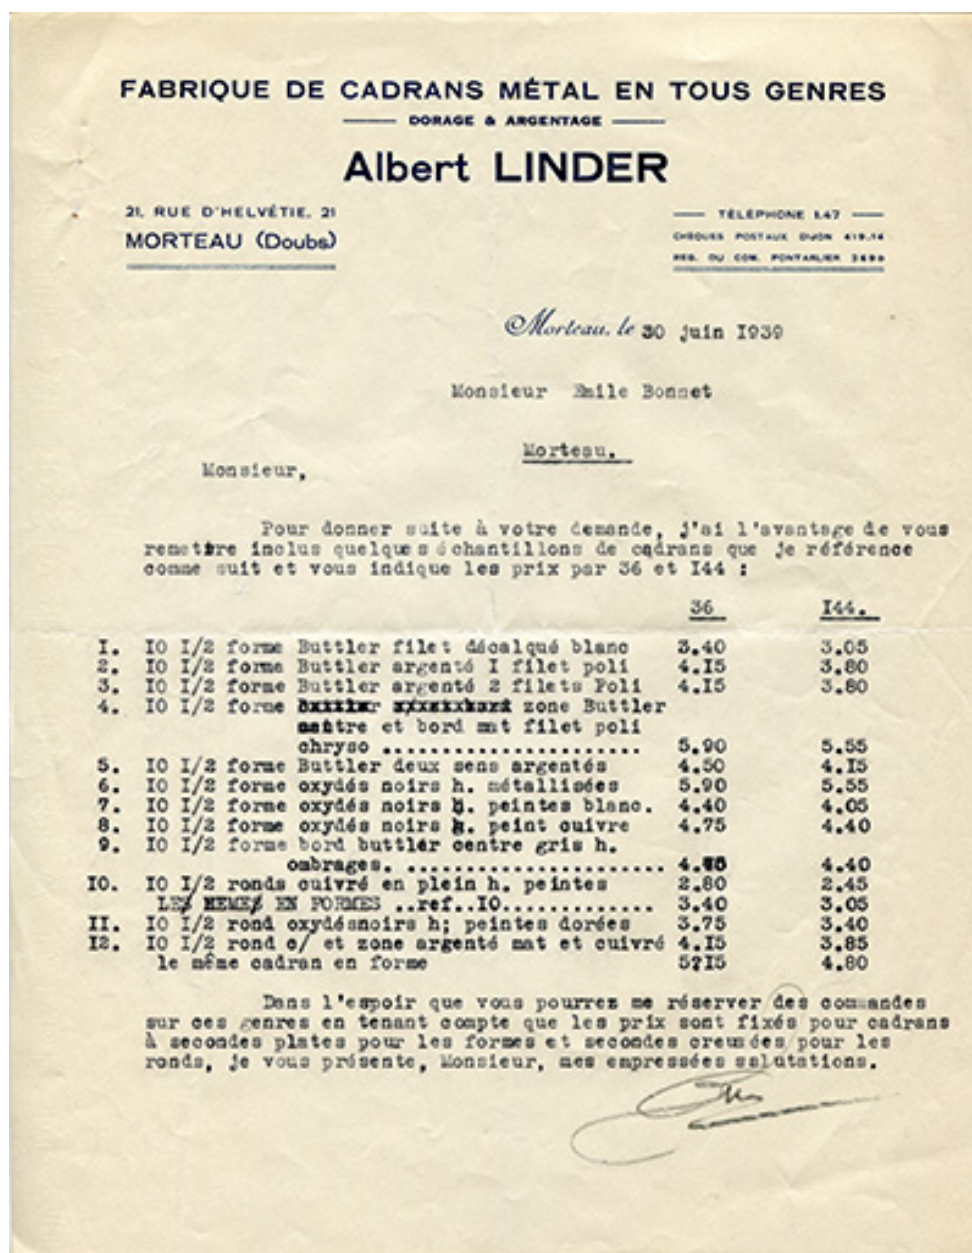 FABRIQUE DE CADRANS MÉTAL EN TOUS GENRES
DORAGE & ARGENTAGE
Albert LINDER
21, RUE D'HELVÉTIE, 21
MORTEAU (Doubs)
TÉLÉPHONE 1.47
CHÈQUES POSTAUX DIJON 419.14
REG. DU COM. PONTARLIER 3690
Morteau, le 30 juin I939
Monsieur Emile Bonnet
Morteau.
Monsieur,
Pour donner suite à votre demande, j'ai l'avantage de vous
remettre inclus quelques échantillons de cadrans que je référence
comme suit et vous indique les prix par 36 et I44 :
36 I44.
I. IO I/2 forme Buttler filet décalqué blanc 3.40 3.05
2. IO I/2 forme Buttler argenté I filet poli 4.I5 3.80
3. IO I/2 forme Buttler argenté 2 filets Poli 4.I5 3.80
4. IO I/2 forme zone Buttler
centre et bord mat filet poli
chryso ...................... 5.90 5.55
5. IO I/2 forme Buttler deux sens argentés 4.50 4.I5
6. IO I/2 forme oxydés noirs h. métallisées 5.90 5.55
7. IO I/2 forme oxydés noirs h. peintes blanc. 4.40 4.05
8. IO I/2 forme oxydés noirs h. peint cuivre 4.75 4.40
9. IO I/2 forme bord buttlér centre gris h.
ombrages. ...................... 4.40
IO. IO I/2 ronds cuivré en plein h. peintes 2.80 2.45
LES MEMES EN FORMES ..ref..IO............. 3.40 3.05
II. IO I/2 rond oxydésnoirs h; peintes dorées 3.75 3.40
I2. IO I/2 rond c/ et zone argenté mat et cuivré 4.I5 3.85
le même cadran en forme 5?I5 4.80
Dans l'espoir que vous pourrez me réserver des commandes
sur ces genres en tenant compte que les prix sont fixés pour cadrans
à secondes plates pour les formes et secondes creusées pour les
ronds, je vous présente, Monsieur, mes empressées salutations.